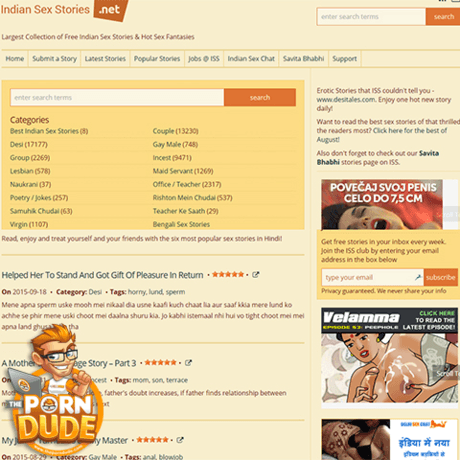 Indian Sex Stories .net
enter search terms search
Largest Collection of Free Indian Sex Stories & Hot Sex Fantasies
Home Submit a Story Latest Stories Popular Stories Jobs @ ISS Indian Sex Chat Savita Bhabhi Support
enter search terms search
Categories
Best Indian Sex Stories (8) Couple (13230)
Desi (17177) Gay Male (748)
Group (2269) Incest (9471)
Lesbian (578) Maid Servant (1269)
Naukrani (37) Office / Teacher (2317)
Poetry / Jokes (257) Rishton Mein Chudai (537)
Samuhik Chudai (63) Teacher Ke Saath (29)
Virgin (1107) Bengali Sex Stories
Read, enjoy and treat yourself and your friends with the six most popular sex stories in Hindi!
Helped Her To Stand And Got Gift Of Pleasure In Return
On 2015-09-18 • Category: Desi • Tags: horny, lund, sperm
Mene apna sperm uske mooh mei nikaal dia usne kaafi kuch chaat lia aur saaf kkia mere lund ko
achhe se phir mene uski choot mei daalna shuru kia. Jo kabhi istemaal nhi hui vo tight choot mei mei
apna land ghusa tha
A Mothe age Story – Part 3
On cest • Tags: mom, son, terrace
Mot father, father's doubt increases, if father finds relationship between
m xt
My J y Master
On 2015-08-29 • Category: Gay Male • Tags: anal, blowjob
THE PORN DUDE
Erotic Stories that ISS couldn't tell you -
www.desitales.com. Enjoy one hot new story
daily!
Want to read the best sex stories of that thrilled
the readers most? Click here for the best of
August!
Also don't forget to check out our Savita
Bhabhi stories page on ISS.
POVEĆAJ SVOJ PENIS
CELO DO 7,5 CM
Scroll T
Get free stories in your inbox every week.
Join the ISS club by entering your email
address in the box below
type your email subscribe
Privacy guaranteed. We never share your info
Velamma
EPISODE 53: PEEPHOLE
CLICK HERE
TO READ THE
LATEST EPISODE!
Scroll T
INDIAN SEX CHAT
इंडिया में